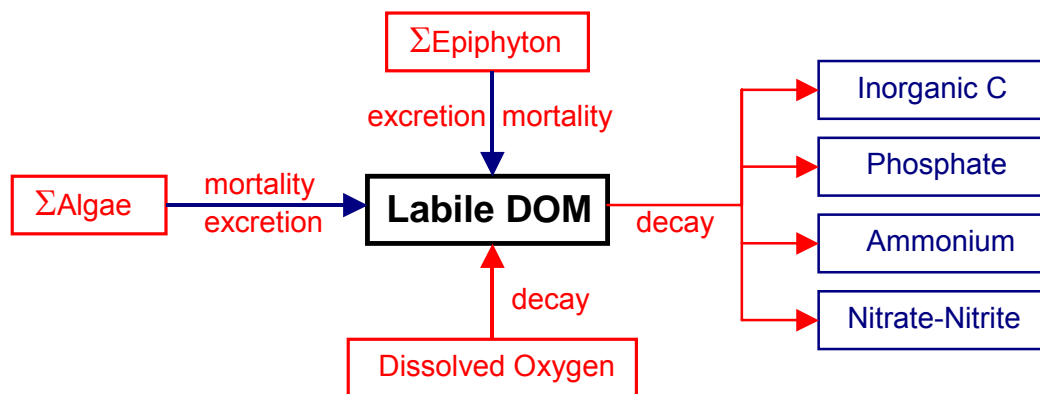 ΣEpiphyton
excretion mortality
ΣAlgae
mortality
excretion
Labile DOM
decay
Inorganic C
Phosphate
Ammonium
Nitrate-Nitrite
decay
Dissolved Oxygen